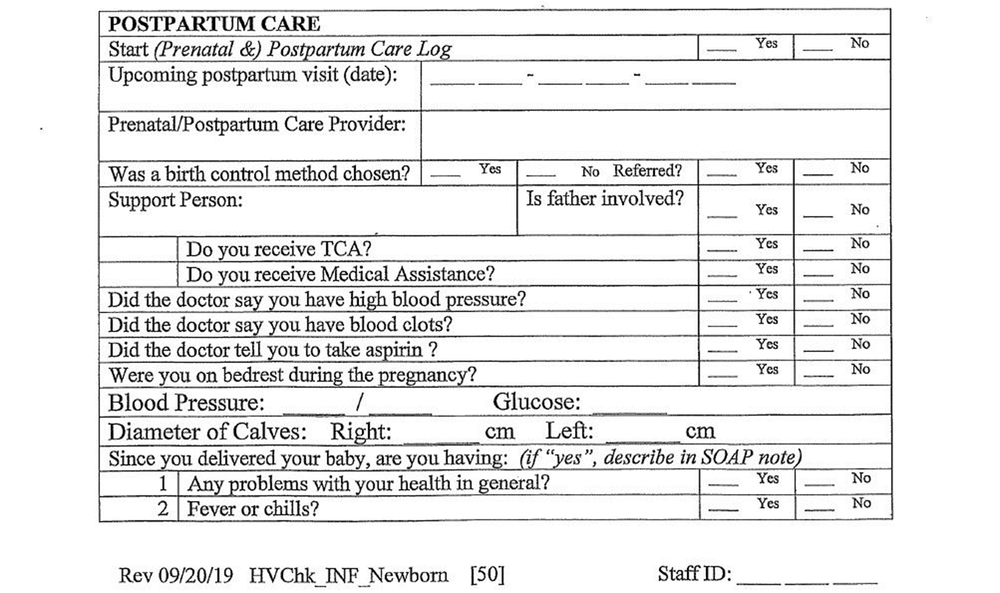 POSTPARTUM CARE
Start (Prenatal &) Postpartum Care Log ___ Yes ___ No
Upcoming postpartum visit (date): ___ ___ - ___ ___ - ___ ___
Prenatal/Postpartum Care Provider:
Was a birth control method chosen? ___ Yes ___ No Referred? ___ Yes ___ No
Support Person: Is father involved? ___ Yes ___ No
Do you receive TCA? ___ Yes ___ No
Do you receive Medical Assistance? ___ Yes ___ No
Did the doctor say you have high blood pressure? ___ Yes ___ No
Did the doctor say you have blood clots? ___ Yes ___ No
Did the doctor tell you to take aspirin ? ___ Yes ___ No
Were you on bedrest during the pregnancy? ___ Yes ___ No
Blood Pressure: ____ / ____ Glucose: ____
Diameter of Calves: Right: ____ cm Left: ____ cm
Since you delivered your baby, are you having: (if “yes”, describe in SOAP note)
1 Any problems with your health in general? ___ Yes ___ No
2 Fever or chills? ___ Yes ___ No
Rev 09/20/19 HVChk_INF_Newborn [50] Staff ID: ___ ___ ___